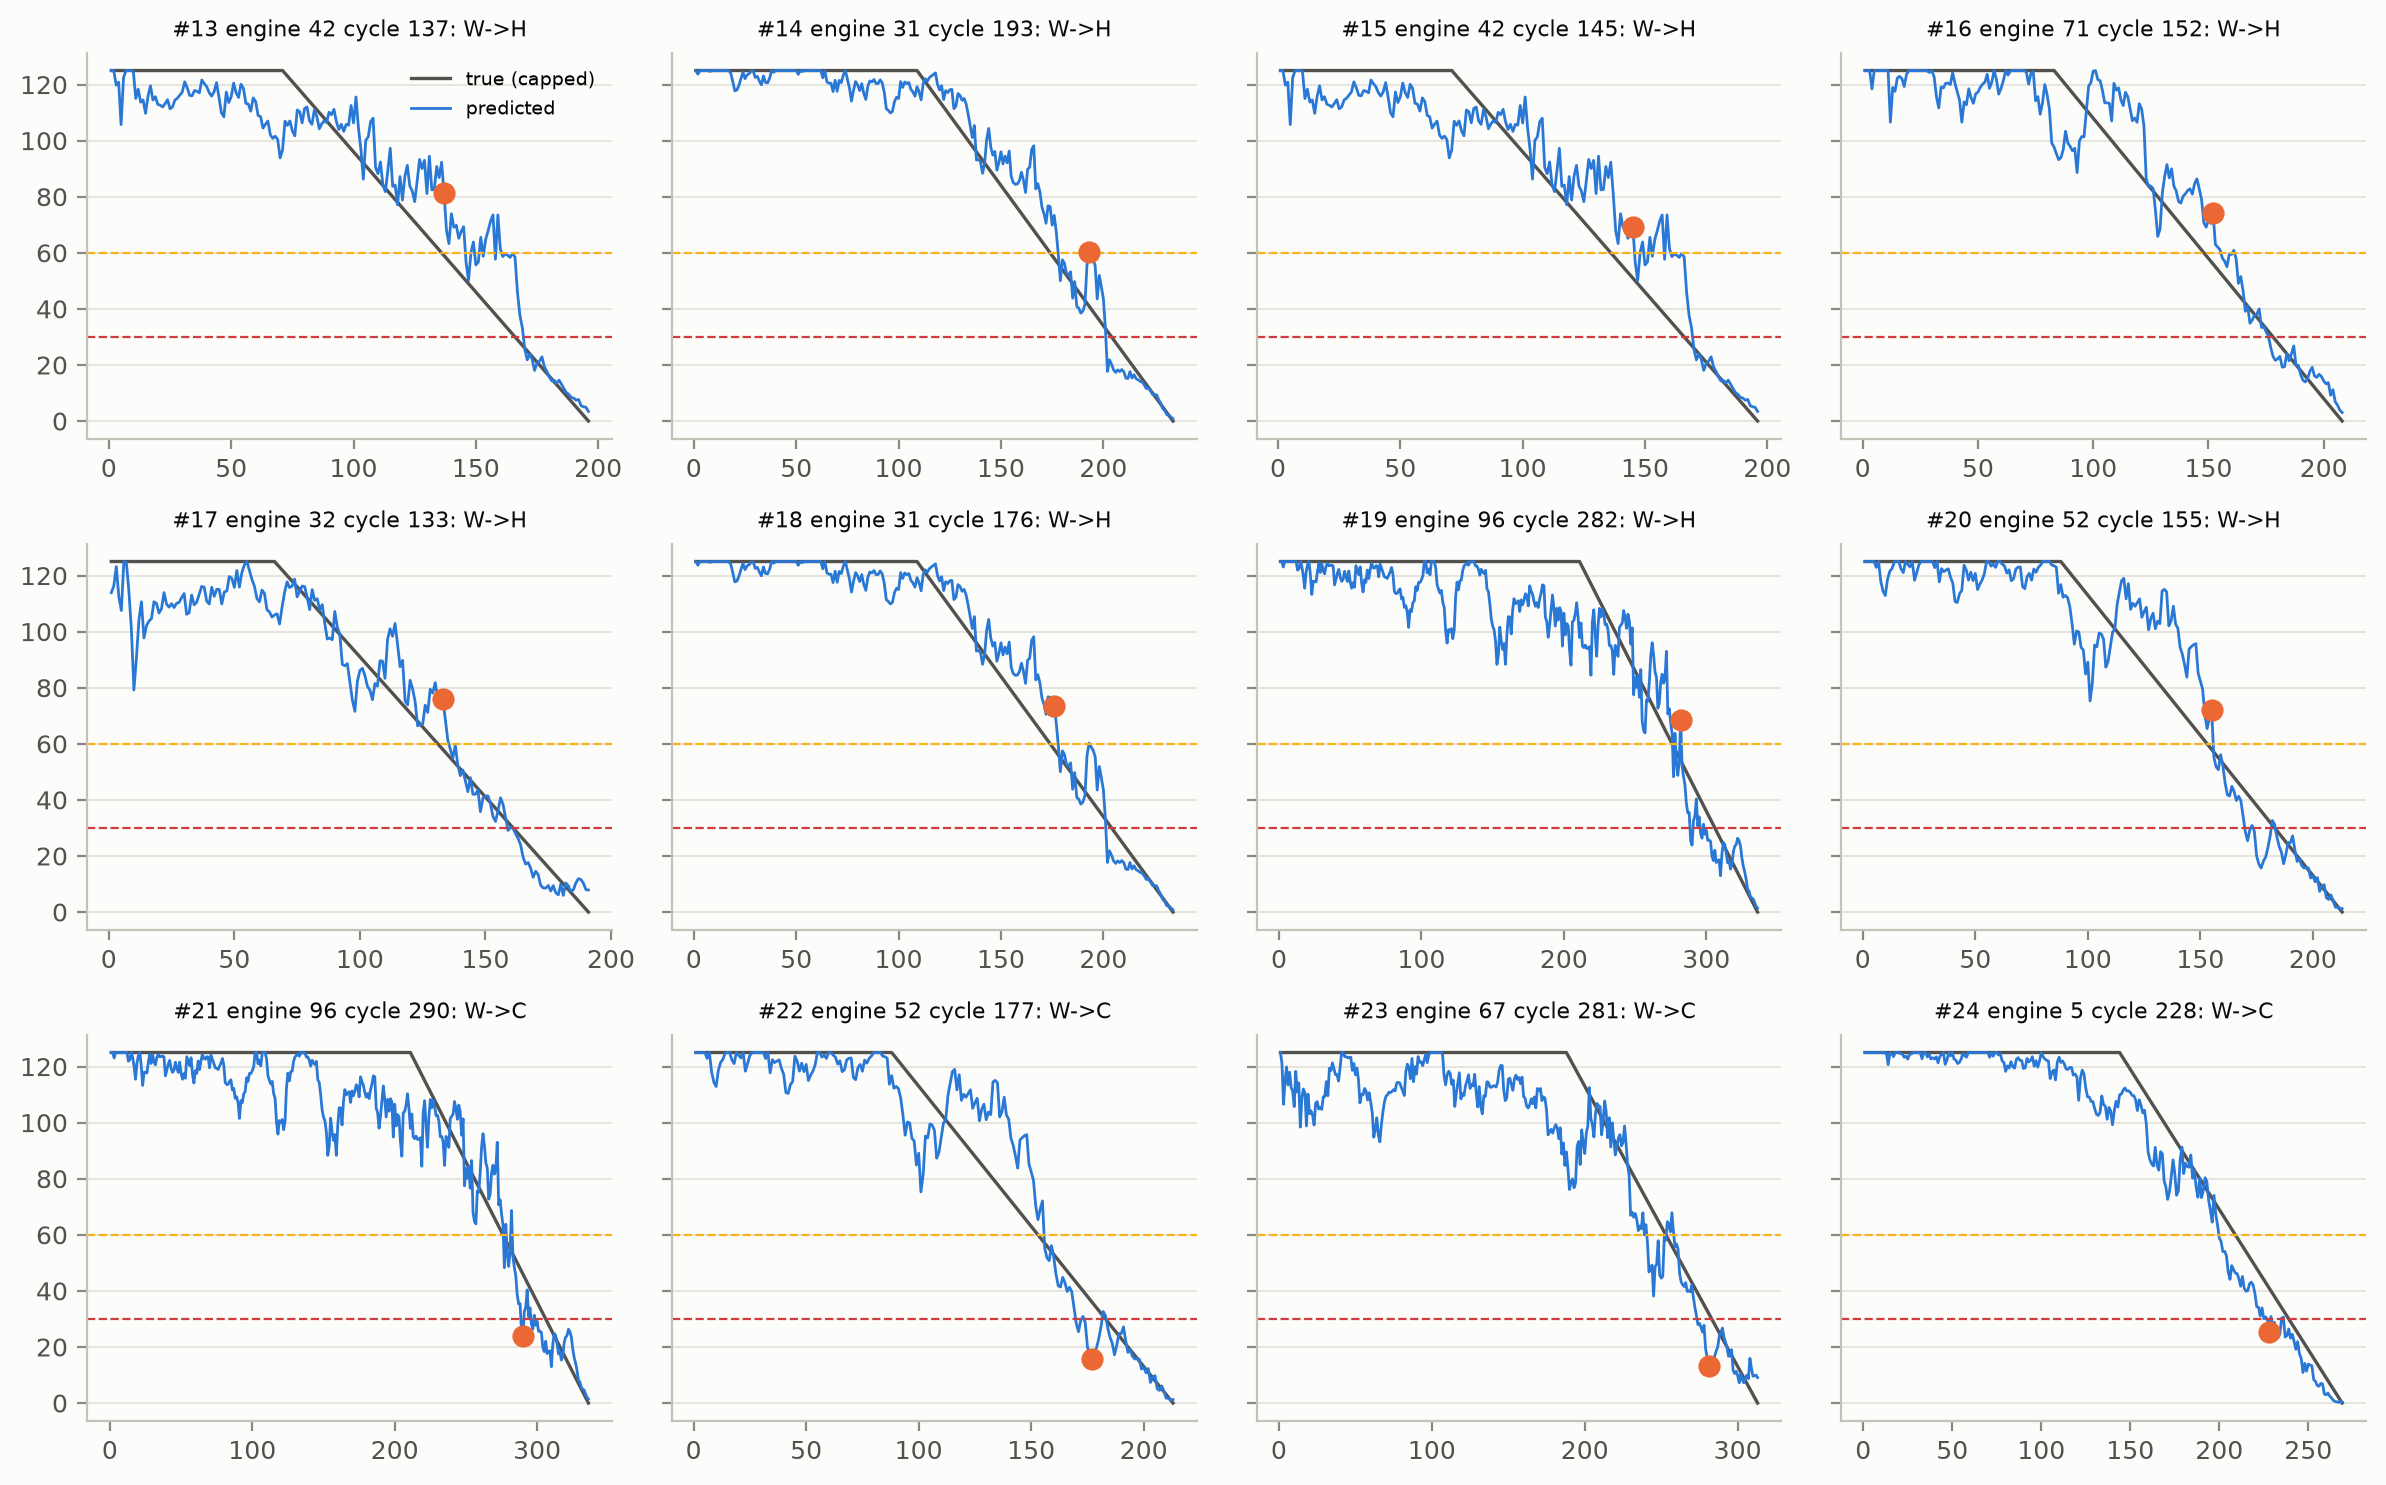 #13 engine 42 cycle 137: W->H
#14 engine 31 cycle 193: W->H
#15 engine 42 cycle 145: W->H
#16 engine 71 cycle 152: W->H
true (capped)
predicted
120
100
80
60
40
20
0
0 50 100 150 200
0 50 100 150 200
0 50 100 150 200
0 50 100 150 200
#17 engine 32 cycle 133: W->H
#18 engine 31 cycle 176: W->H
#19 engine 96 cycle 282: W->H
#20 engine 52 cycle 155: W->H
120
100
80
60
40
20
0
0 50 100 150 200
0 50 100 150 200
0 100 200 300
0 50 100 150 200
#21 engine 96 cycle 290: W->C
#22 engine 52 cycle 177: W->C
#23 engine 67 cycle 281: W->C
#24 engine 5 cycle 228: W->C
120
100
80
60
40
20
0
0 100 200 300
0 50 100 150 200
0 100 200 300
0 50 100 150 200 250